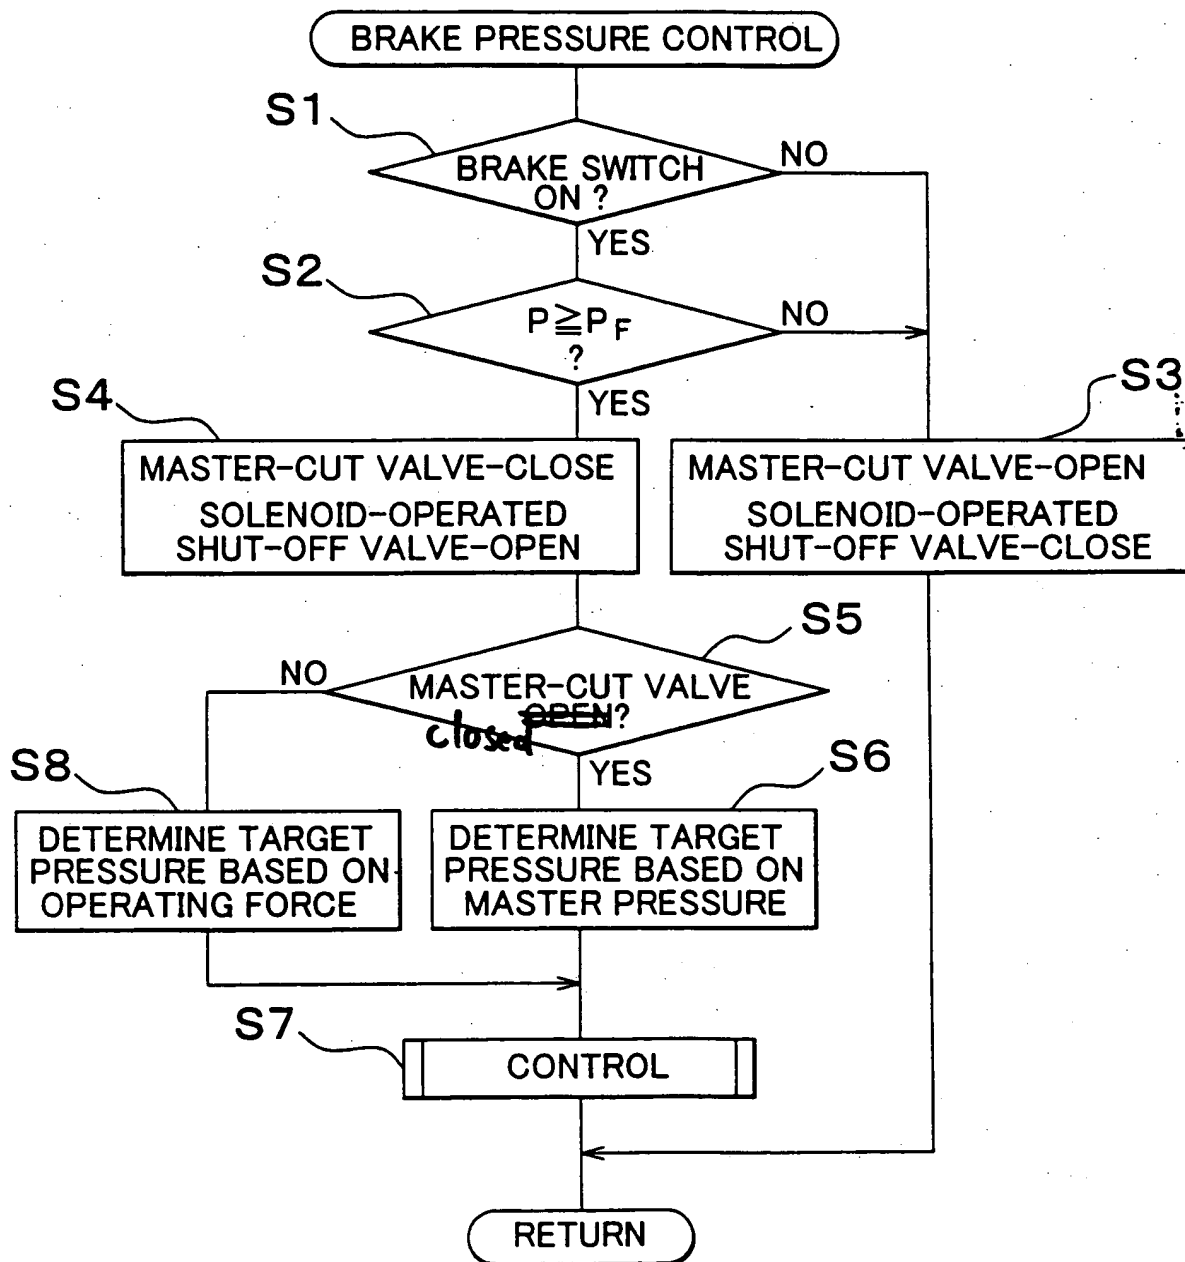 BRAKE PRESSURE CONTROL
S1
BRAKE SWITCH
ON ?
NO
YES
S2
P≧PF
?
NO
YES
S4
MASTER-CUT VALVE-CLOSE
SOLENOID-OPERATED
SHUT-OFF VALVE-OPEN
S3
MASTER-CUT VALVE-OPEN
SOLENOID-OPERATED
SHUT-OFF VALVE-CLOSE
S5
NO
MASTER-CUT VALVE
OPEN?
closed
YES
S8
DETERMINE TARGET
PRESSURE BASED ON
OPERATING FORCE
S6
DETERMINE TARGET
PRESSURE BASED ON
MASTER PRESSURE
S7
CONTROL
RETURN